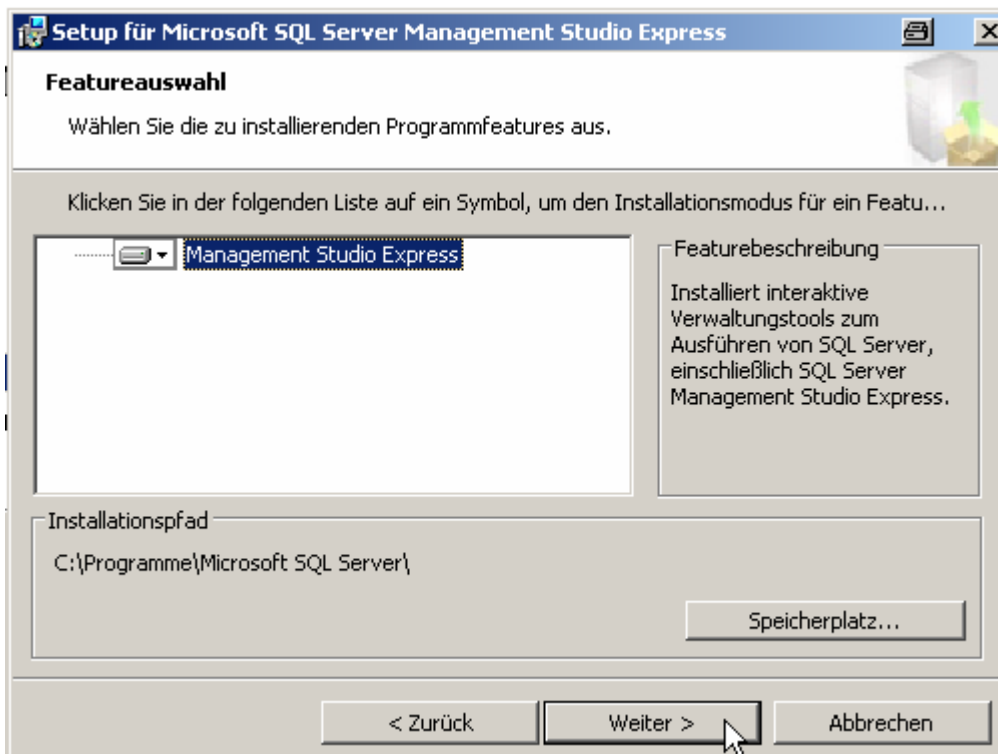 Setup für Microsoft SQL Server Management Studio Express
Featureauswahl
Wählen Sie die zu installierenden Programmfeatures aus.
Klicken Sie in der folgenden Liste auf ein Symbol, um den Installationsmodus für ein Featu...
Management Studio Express
Featurebeschreibung
Installiert interaktive
Verwaltungstools zum
Ausführen von SQL Server,
einschließlich SQL Server
Management Studio Express.
Installationspfad
C:\Programme\Microsoft SQL Server\
Speicherplatz...
< Zurück
Weiter >
Abbrechen